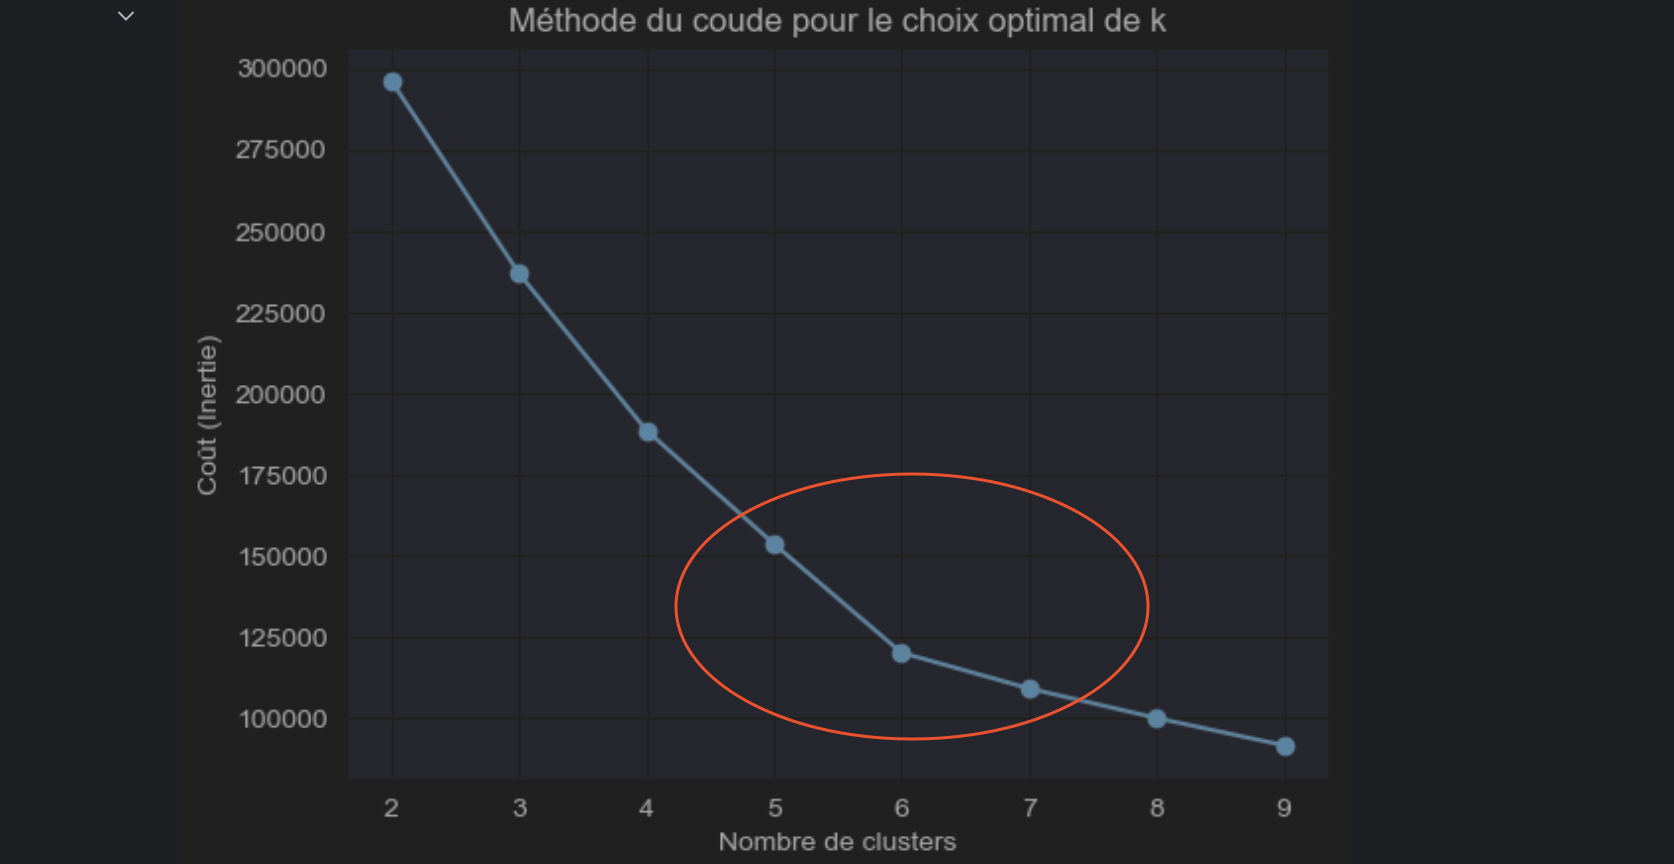 Méthode du coude pour le choix optimal de k
300000
275000
250000
225000
200000
175000
150000
125000
100000
Coût (Inertie)
2 3 4 5 6 7 8 9
Nombre de clusters